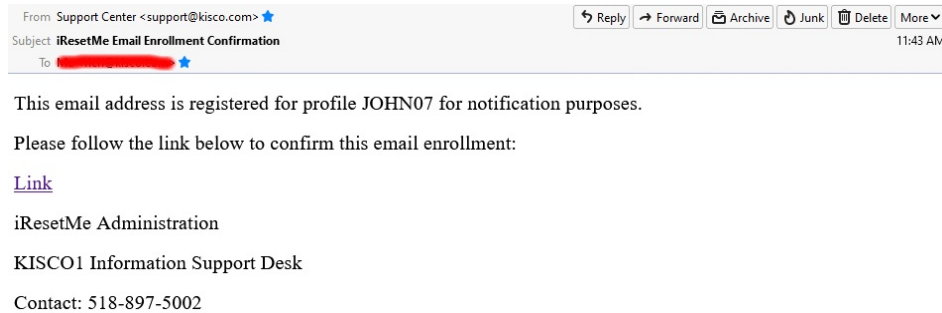 From Support Center <support@kisco.com>
Reply Forward Archive Junk Delete More
Subject iResetMe Email Enrollment Confirmation
11:43 AM
To
This email address is registered for profile JOHN07 for notification purposes.
Please follow the link below to confirm this email enrollment:
Link
iResetMe Administration
KISCO1 Information Support Desk
Contact: 518-897-5002